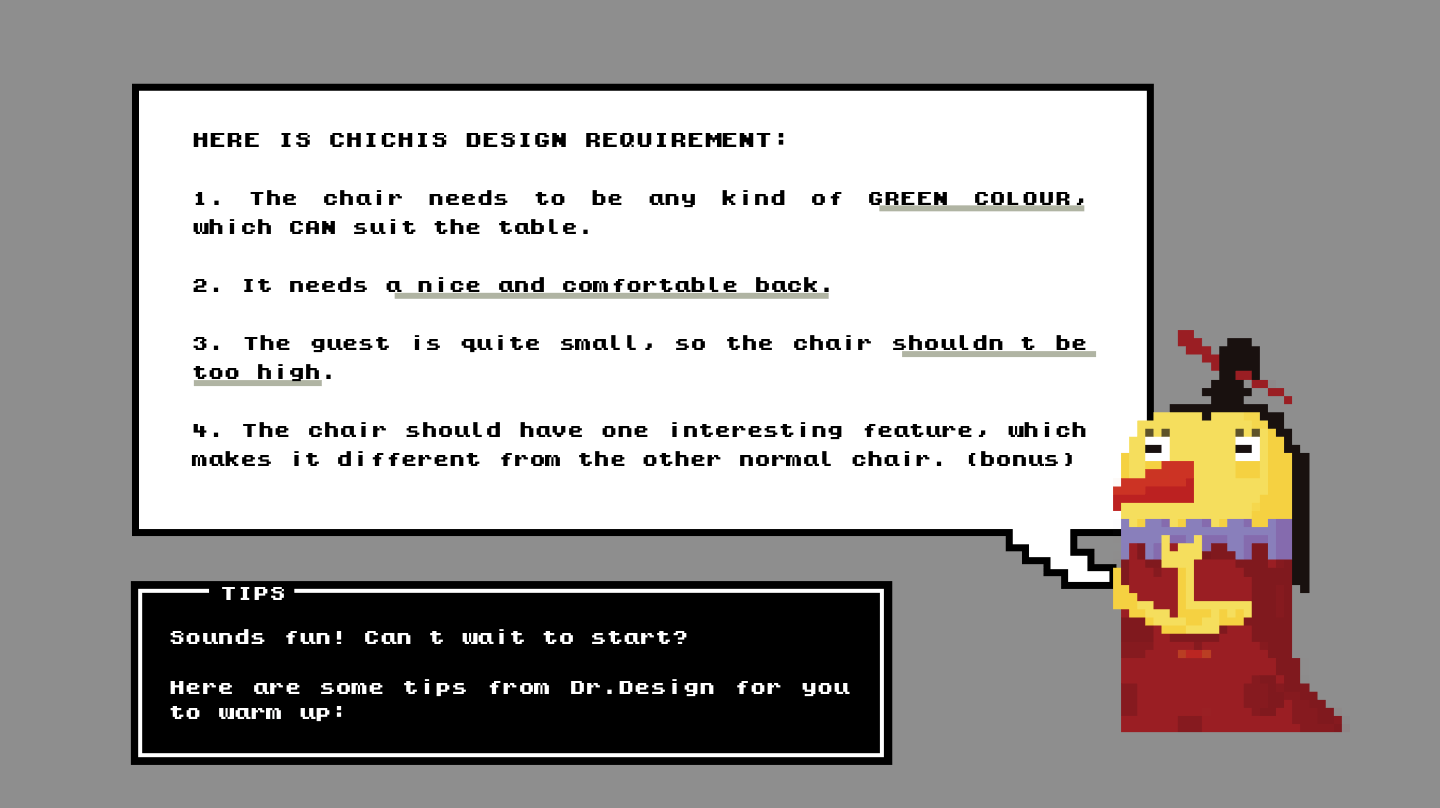 HERE IS CHICHIS DESIGN REQUIREMENT:
1. The chair needs to be any kind of GREEN COLOUR,
which CAN suit the table.
2. It needs a nice and comfortable back.
3. The guest is quite small, so the chair shouldn t be
too high.
4. The chair should have one interesting feature, which
makes it different from the other normal chair. (bonus)
TIPS
Sounds fun! Can t wait to start?
Here are some tips from Dr.Design for you
to warm up: